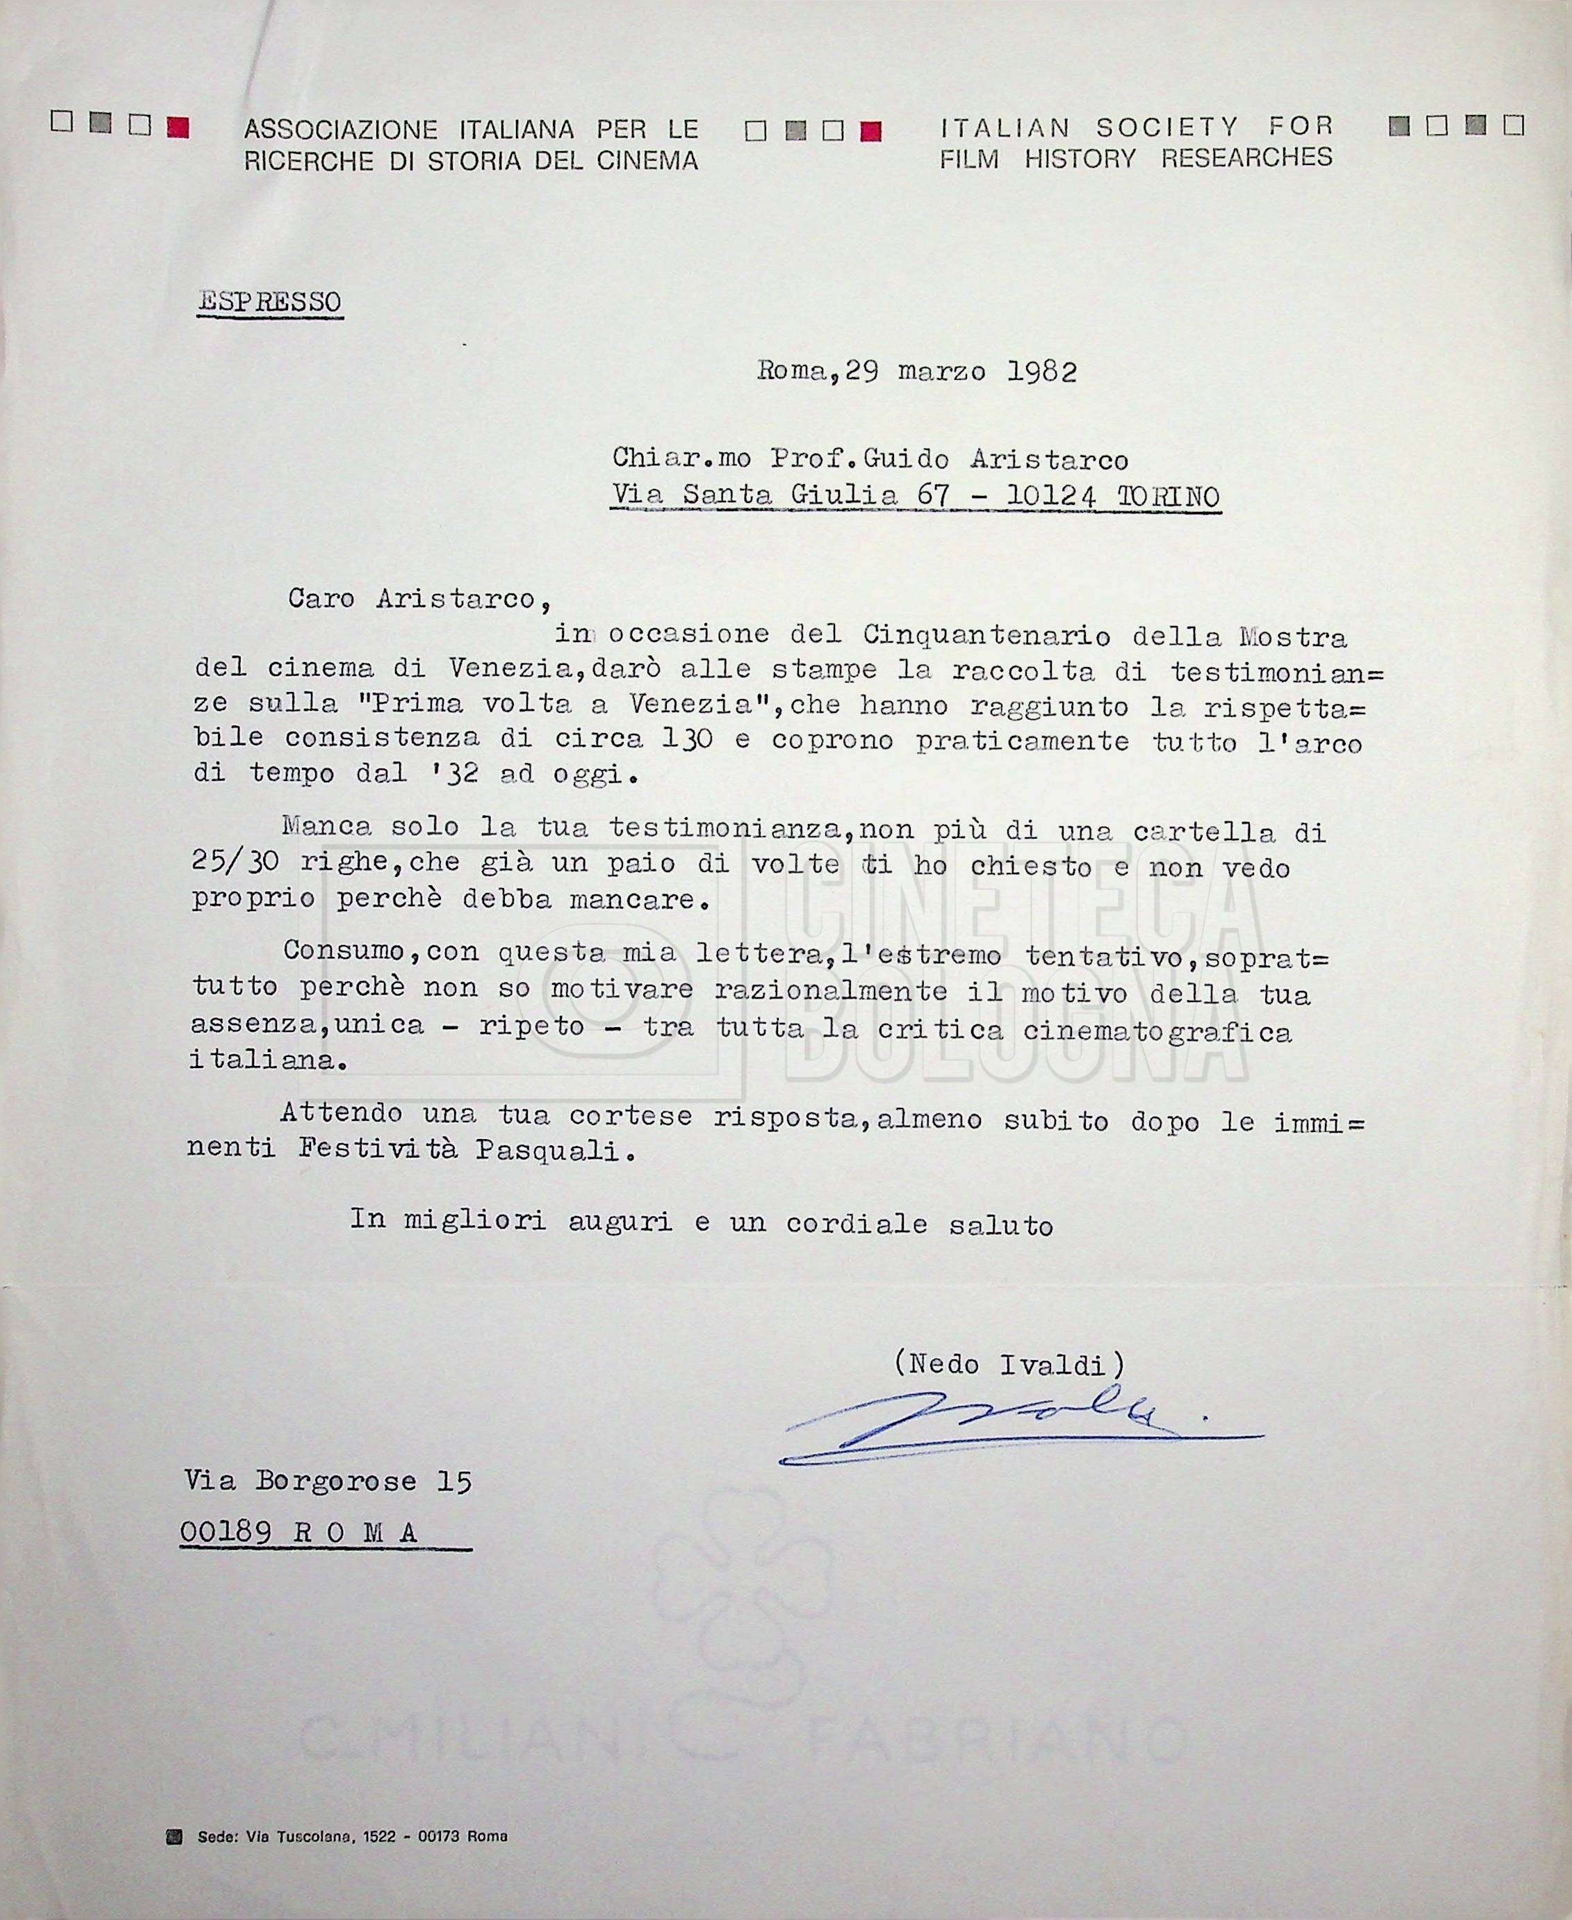 ASSOCIAZIONE ITALIANA PER LE
RICERCHE DI STORIA DEL CINEMA
ITALIAN SOCIETY FOR
FILM HISTORY RESEARCHES
ESPRESSO
Roma,29 marzo 1982
Chiar.mo Prof.Guido Aristarco
Via Santa Giulia 67 - 10124 TORINO
Caro Aristarco,
in occasione del Cinquantenario della Mostra
del cinema di Venezia,darò alle stampe la raccolta di testimonian=
ze sulla "Prima volta a Venezia",che hanno raggiunto la rispetta=
bile consistenza di circa 130 e coprono praticamente tutto l'arco
di tempo dal '32 ad oggi.
Manca solo la tua testimonianza,non più di una cartella di
25/30 righe,che già un paio di volte ti ho chiesto e non vedo
proprio perchè debba mancare.
Consumo,con questa mia lettera,l'estremo tentativo,soprat=
tutto perchè non so motivare razionalmente il motivo della tua
assenza,unica - ripeto - tra tutta la critica cinematografica
italiana.
Attendo una tua cortese risposta,almeno subito dopo le immi=
nenti Festività Pasquali.
In migliori auguri e un cordiale saluto
(Nedo Ivaldi)
Via Borgorose 15
00189 R O M A
Sede: Via Tuscolana, 1522 - 00173 Roma
CINETECA
BOLOGNA
C.MILIANI FABRIANO